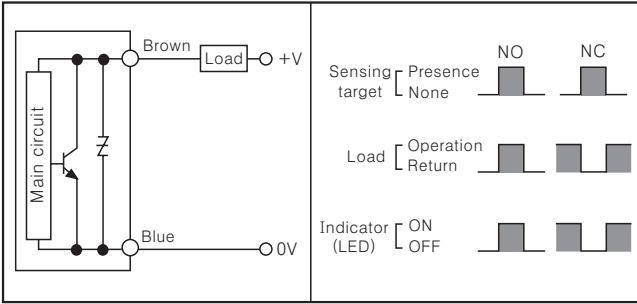 Brown
Load
+V
Main circuit
Blue
0V
NO
NC
Sensing target
Presence
None
Load
Operation
Return
Indicator (LED)
ON
OFF